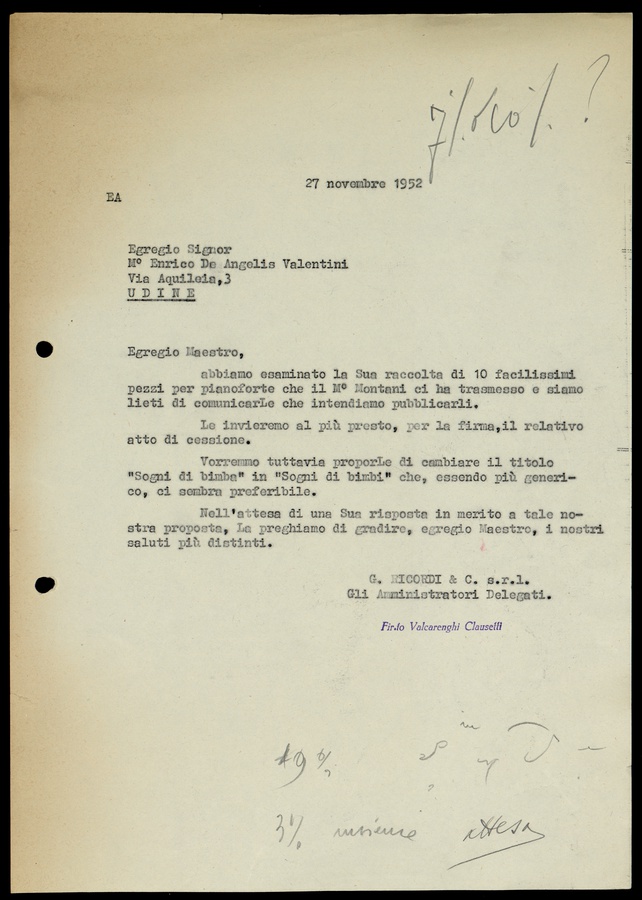 27 novembre 1952
EA
Egregio Signor
M° Enrico De Angelis Valentini
Via Aquileia,3
U D I N E
Egregio Maestro,
abbiamo esaminato la Sua raccolta di 10 facilissimi
pezzi per pianoforte che il M° Montani ci ha trasmesso e siamo
lieti di comunicarLe che intendiamo pubblicarli.
Le invieremo al più presto, per la firma,il relativo
atto di cessione.
Vorremmo tuttavia proporLe di cambiare il titolo
"Sogni di bimba" in "Sogni di bimbi" che, essendo più generi-
co, ci sembra preferibile.
Nell'attesa di una Sua risposta in merito a tale no-
stra proposta, La preghiamo di gradire, egregio Maestro, i nostri
saluti più distinti.
G. RICORDI & C. s.r.l.
Gli Amministratori Delegati.
Fir.to Valcarenghi Clausetti
3% insieme attesa